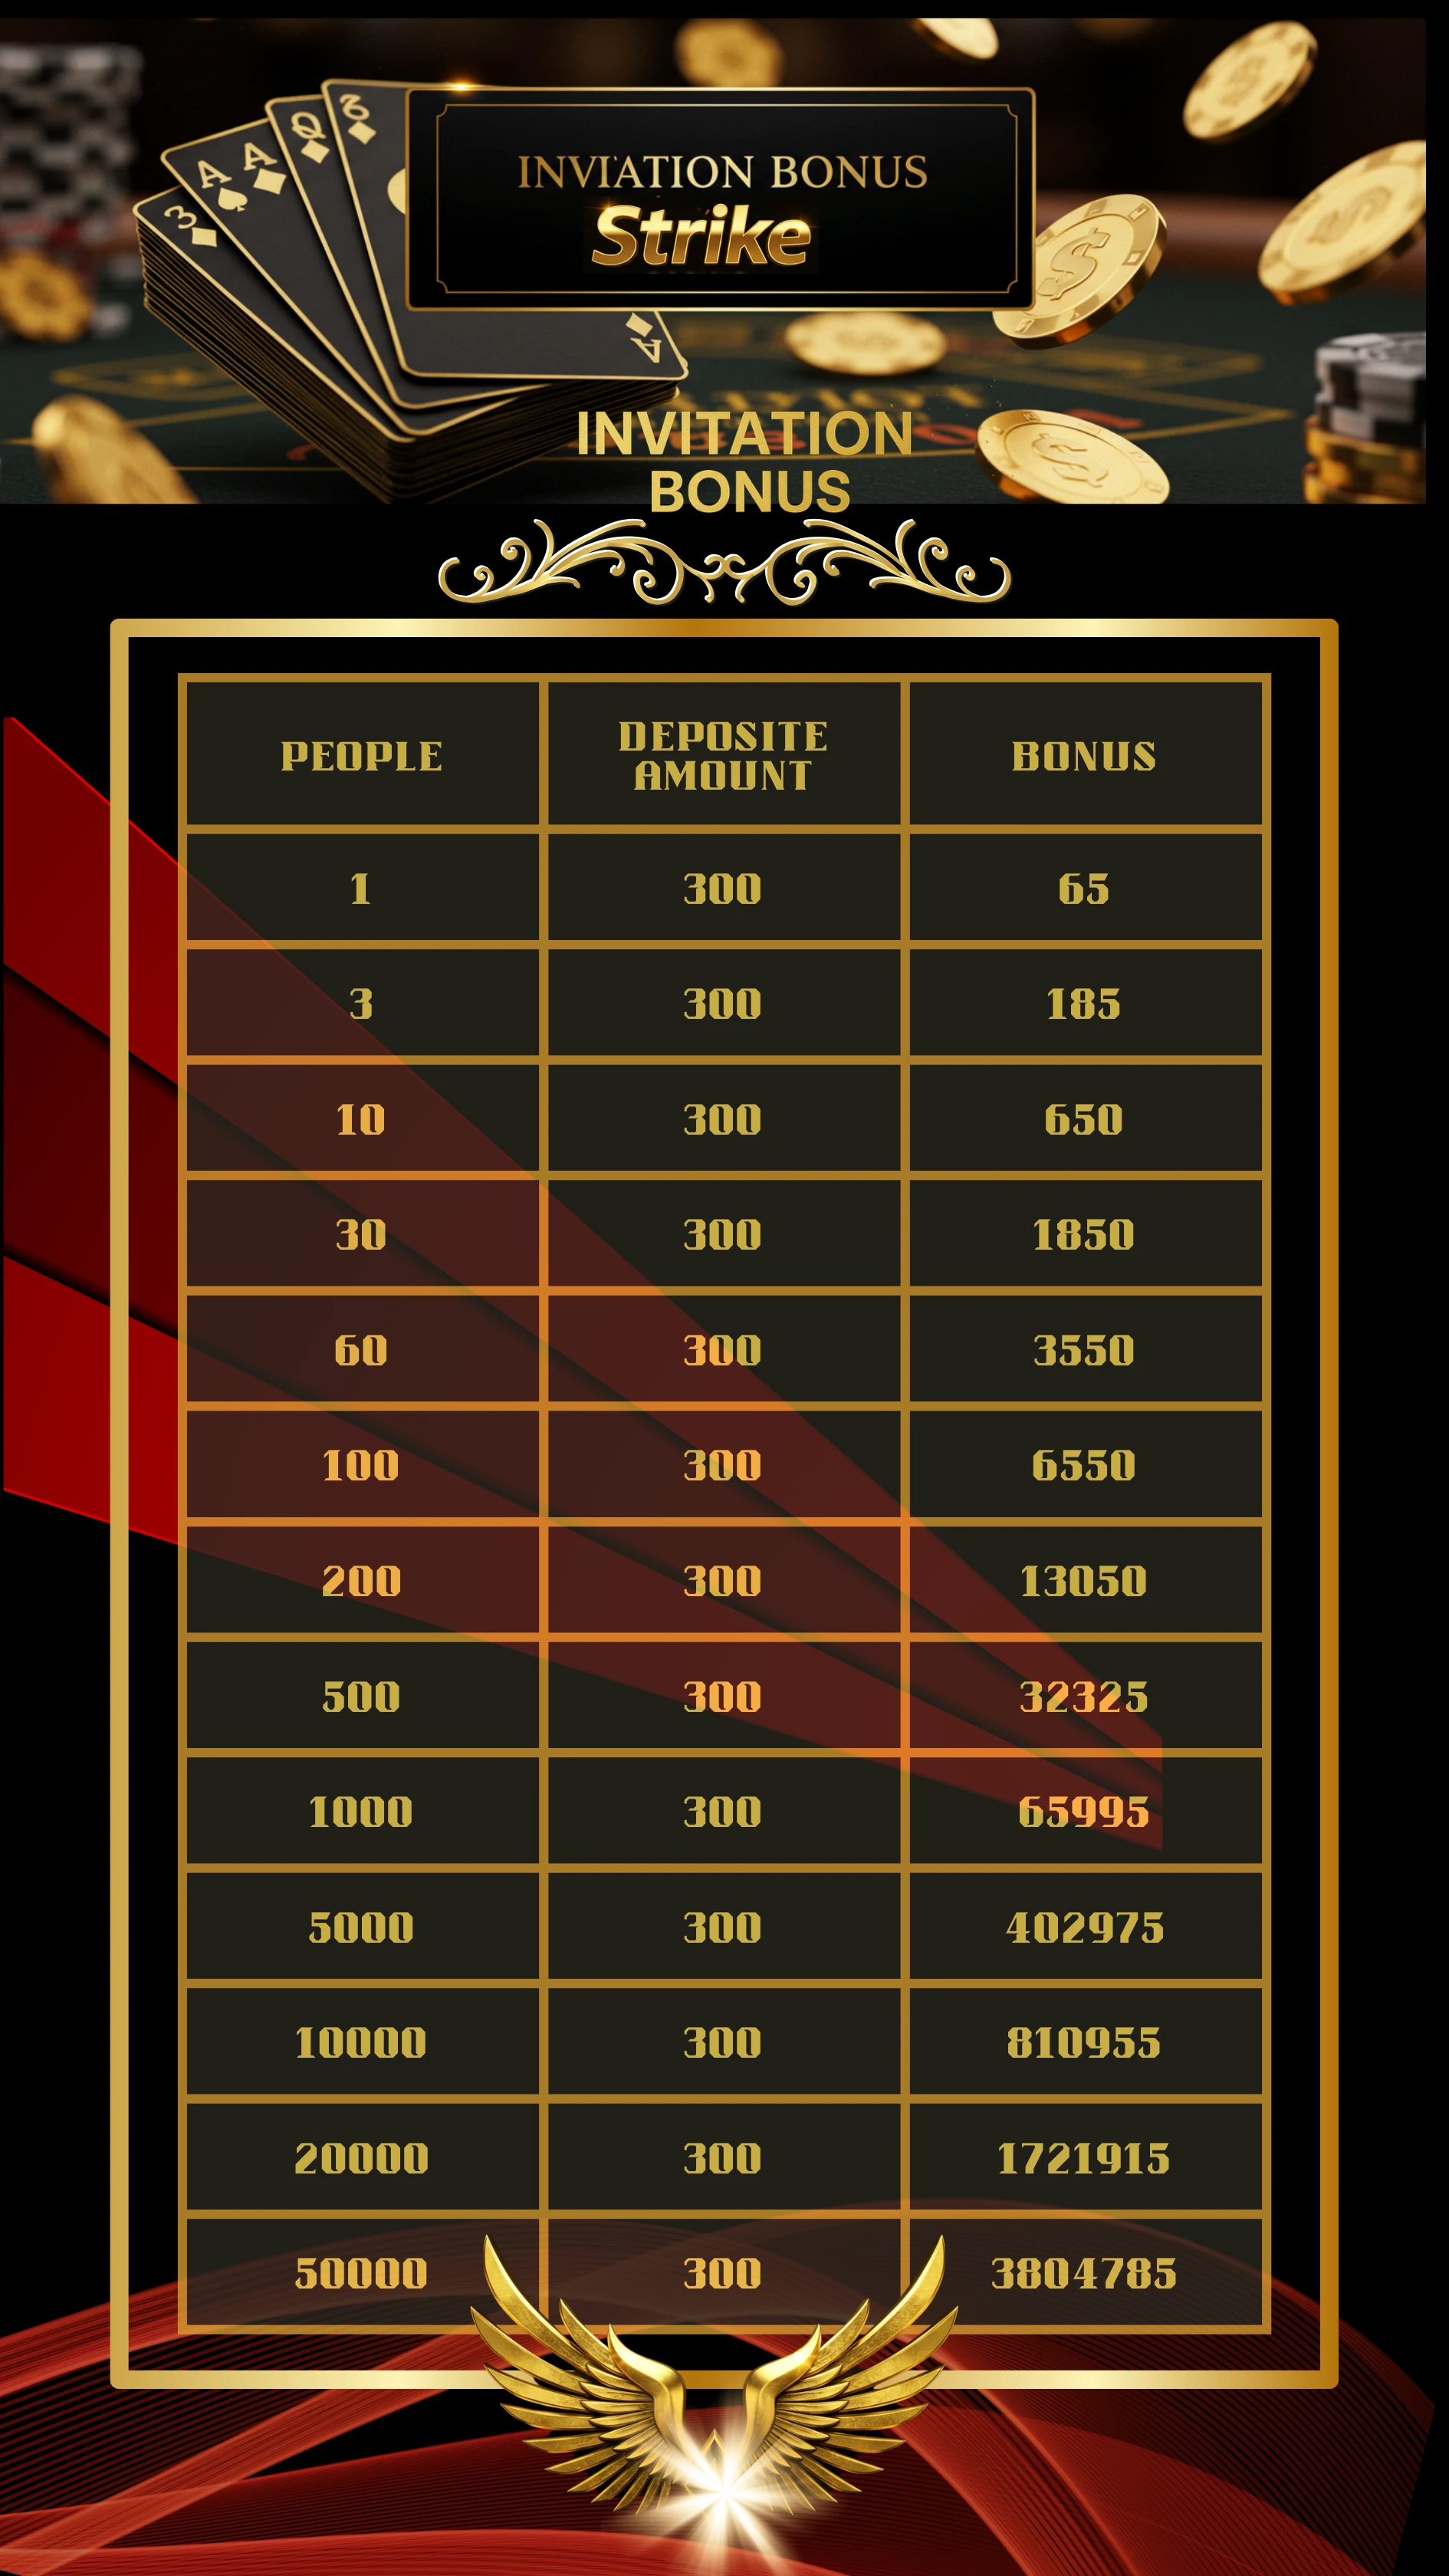 3 A A Q 3
INVIATION BONUS
Strike
A
INVITATION
BONUS
PEOPLE DEPOSITE AMOUNT BONUS
1 300 65
3 300 185
10 300 650
30 300 1850
60 300 3550
100 300 6550
200 300 13050
500 300 32325
1000 300 65995
5000 300 402975
10000 300 810955
20000 300 1721915
50000 300 3804785